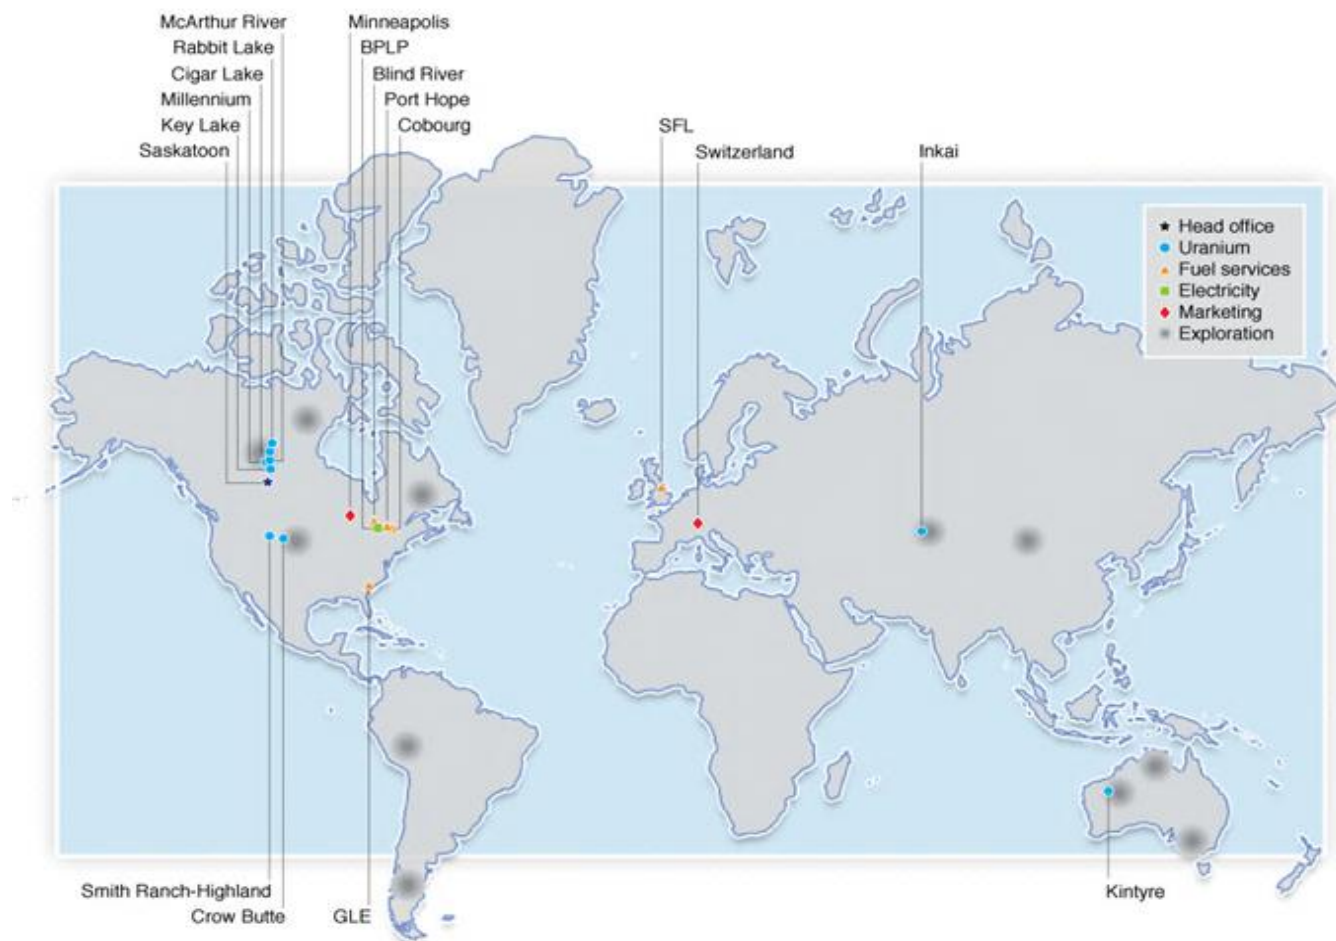 McArthur River
Rabbit Lake
Cigar Lake
Millennium
Key Lake
Saskatoon
Minneapolis
BPLP
Blind River
Port Hope
Cobourg
SFL
Switzerland
Inkai
Head office
Uranium
Fuel services
Electricity
Marketing
Exploration
Smith Ranch-Highland
Crow Butte
GLE
Kintyre